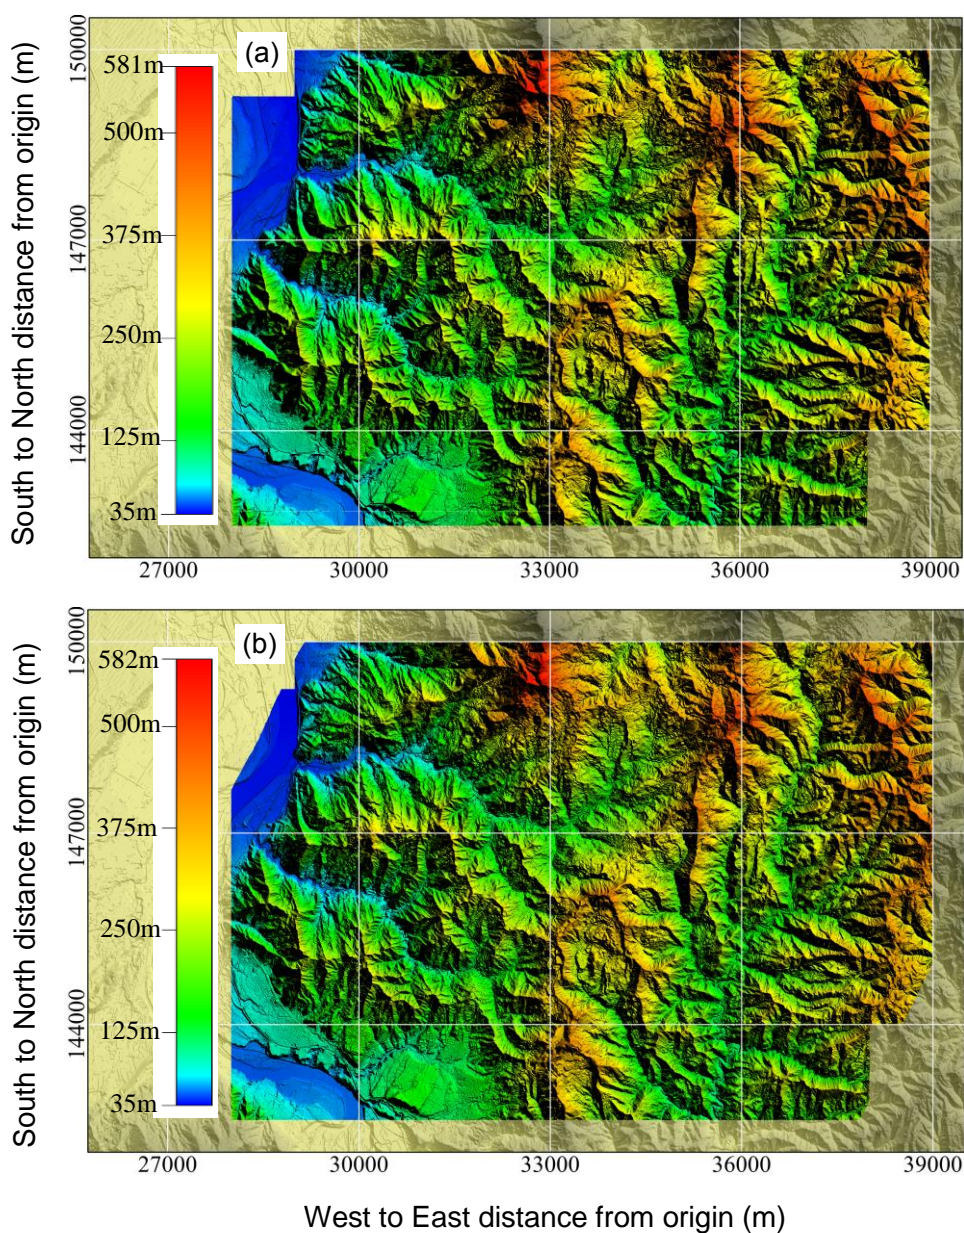 (a)
South to North distance from origin (m)
150000
147000
144000
581m
500m
375m
250m
125m
35m
27000 30000 33000 36000 39000
(b)
South to North distance from origin (m)
150000
147000
144000
582m
500m
375m
250m
125m
35m
27000 30000 33000 36000 39000
West to East distance from origin (m)